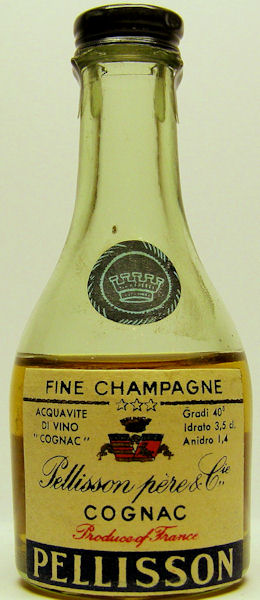 FINE CHAMPAGNE
ACQUAVITE
DI VINO
"COGNAC"
Gradi 40°
Idrato 3,5 cl.
Anidro 1,4
Pellisson père & Cie
COGNAC
Produce of France
PELLISSON